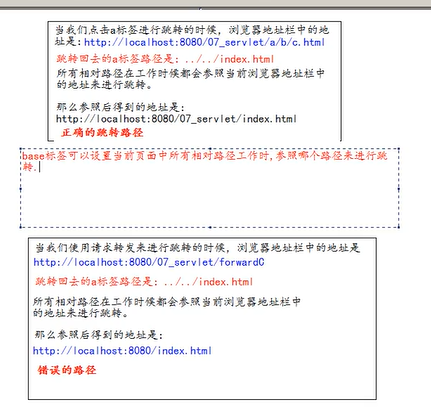 当我们点击a标签进行跳转的时候，浏览器地址栏中的地
址是:http://localhost:8080/07_servlet/a/b/c.html
跳转回去的a标签路径是：../../index.html
所有相对路径在工作时候都会参照当前浏览器地址栏中
的地址来进行跳转。
那么参照后得到的地址是：
http://localhost:8080/07_servlet/index.html
正确的跳转路径
base标签可以设置当前页面中所有相对路径工作时,参照哪个路径来进行跳
转.
当我们使用请求转发来进行跳转的时候，浏览器地址栏中的地址是
http://localhost:8080/07_servlet/forwardC
跳转回去的a标签路径是：../../index.html
所有相对路径在工作时候都会参照当前浏览器地址栏中
的地址来进行跳转。
那么参照后得到的地址是：
http://localhost:8080/index.html
错误的路径